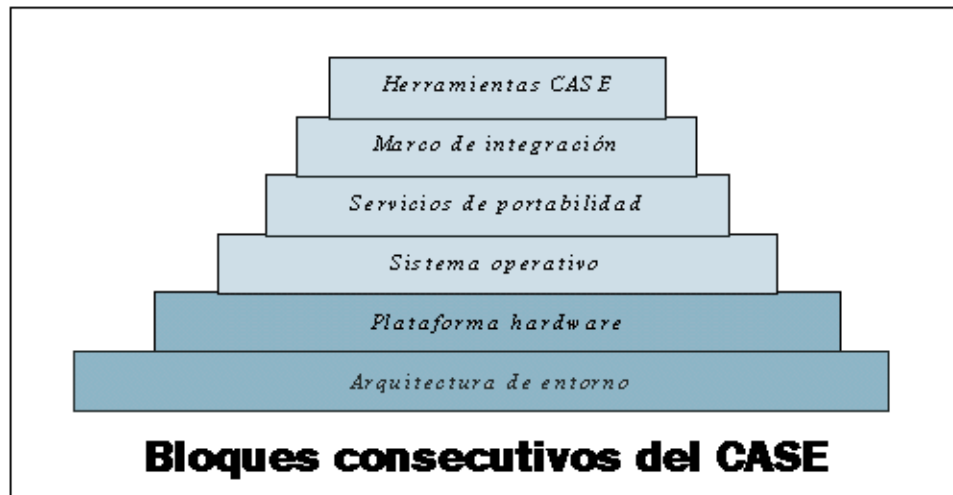 Herramientas CASE
Marco de integración
Servicios de portabilidad
Sistema operativo
Plataforma hardware
Arquitectura de entorno
Bloques consecutivos del CASE